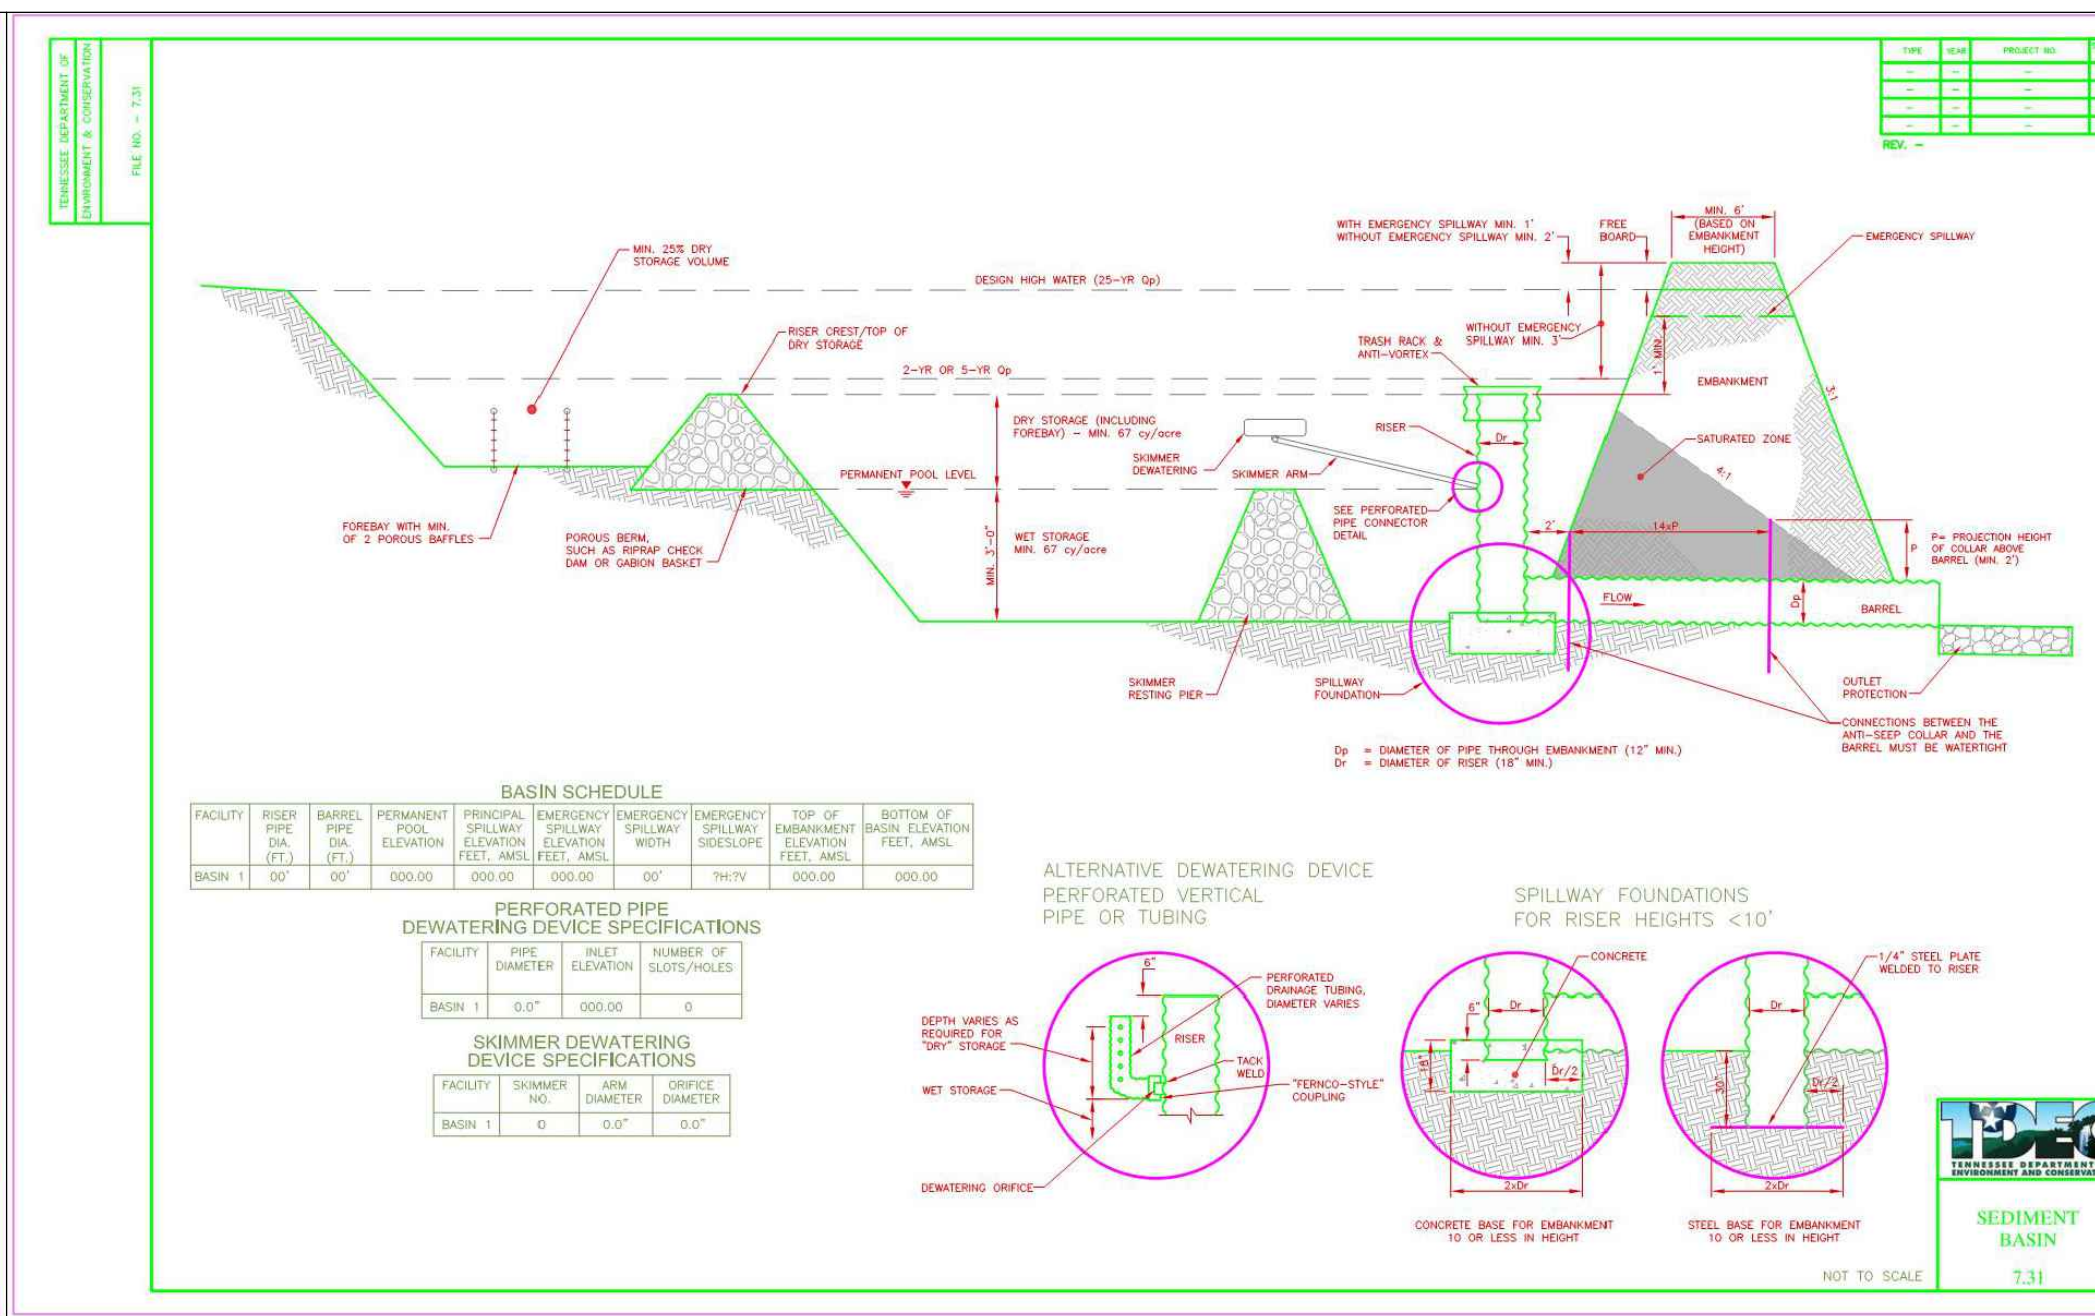 TENNESSEE DEPARTMENT OF
ENVIRONMENT & CONSERVATION
FILE NO. - 7.31
TYPE YEAR PROJECT NO.
- - -
- - -
- - -
- - -
REV. -
MIN. 25% DRY
STORAGE VOLUME
DESIGN HIGH WATER (25-YR Qp)
WITH EMERGENCY SPILLWAY MIN. 1'
WITHOUT EMERGENCY SPILLWAY MIN. 2'
FREE
BOARD
MIN. 6'
(BASED ON
EMBANKMENT
HEIGHT)
EMERGENCY SPILLWAY
RISER CREST/TOP OF
DRY STORAGE
2-YR OR 5-YR Qp
TRASH RACK &
ANTI-VORTEX
WITHOUT EMERGENCY
SPILLWAY MIN. 3'
1' MIN.
EMBANKMENT
3:1
DRY STORAGE (INCLUDING
FOREBAY) - MIN. 67 cy/acre
RISER
Dr
SATURATED ZONE
4:1
SKIMMER
DEWATERING
SKIMMER ARM
PERMANENT POOL LEVEL
FOREBAY WITH MIN.
OF 2 POROUS BAFFLES
POROUS BERM,
SUCH AS RIPRAP CHECK
DAM OR GABION BASKET
MIN. 3'-0"
WET STORAGE
MIN. 67 cy/acre
SEE PERFORATED
PIPE CONNECTOR
DETAIL
2'
14xP
P
P= PROJECTION HEIGHT
OF COLLAR ABOVE
BARREL (MIN. 2')
FLOW
Dp
BARREL
SKIMMER
RESTING PIER
SPILLWAY
FOUNDATION
OUTLET
PROTECTION
CONNECTIONS BETWEEN THE
ANTI-SEEP COLLAR AND THE
BARREL MUST BE WATERTIGHT
Dp = DIAMETER OF PIPE THROUGH EMBANKMENT (12" MIN.)
Dr = DIAMETER OF RISER (18" MIN.)
BASIN SCHEDULE
FACILITY RISER PIPE DIA. (FT.) BARREL PIPE DIA. (FT.) PERMANENT POOL ELEVATION PRINCIPAL SPILLWAY ELEVATION FEET, AMSL EMERGENCY SPILLWAY ELEVATION FEET, AMSL EMERGENCY SPILLWAY WIDTH EMERGENCY SPILLWAY SIDESLOPE TOP OF EMBANKMENT ELEVATION FEET, AMSL BOTTOM OF BASIN ELEVATION FEET, AMSL
BASIN 1 00' 00' 000.00 000.00 000.00 00' ?H:?V 000.00 000.00
PERFORATED PIPE
DEWATERING DEVICE SPECIFICATIONS
FACILITY PIPE DIAMETER INLET ELEVATION NUMBER OF SLOTS/HOLES
BASIN 1 0.0" 000.00 0
SKIMMER DEWATERING
DEVICE SPECIFICATIONS
FACILITY SKIMMER NO. ARM DIAMETER ORIFICE DIAMETER
BASIN 1 0 0.0" 0.0"
ALTERNATIVE DEWATERING DEVICE
PERFORATED VERTICAL
PIPE OR TUBING
6"
PERFORATED
DRAINAGE TUBING,
DIAMETER VARIES
DEPTH VARIES AS
REQUIRED FOR
"DRY" STORAGE
RISER
TACK
WELD
WET STORAGE
"FERNCO-STYLE"
COUPLING
DEWATERING ORIFICE
SPILLWAY FOUNDATIONS
FOR RISER HEIGHTS <10'
CONCRETE
6"
Dr
18"
Dr/2
2xDr
CONCRETE BASE FOR EMBANKMENT
10 OR LESS IN HEIGHT
1/4" STEEL PLATE
WELDED TO RISER
Dr
30"
Dr/2
2xDr
STEEL BASE FOR EMBANKMENT
10 OR LESS IN HEIGHT
NOT TO SCALE
TENNESSEE DEPARTMENT
SEDIMENT
BASIN
7.31